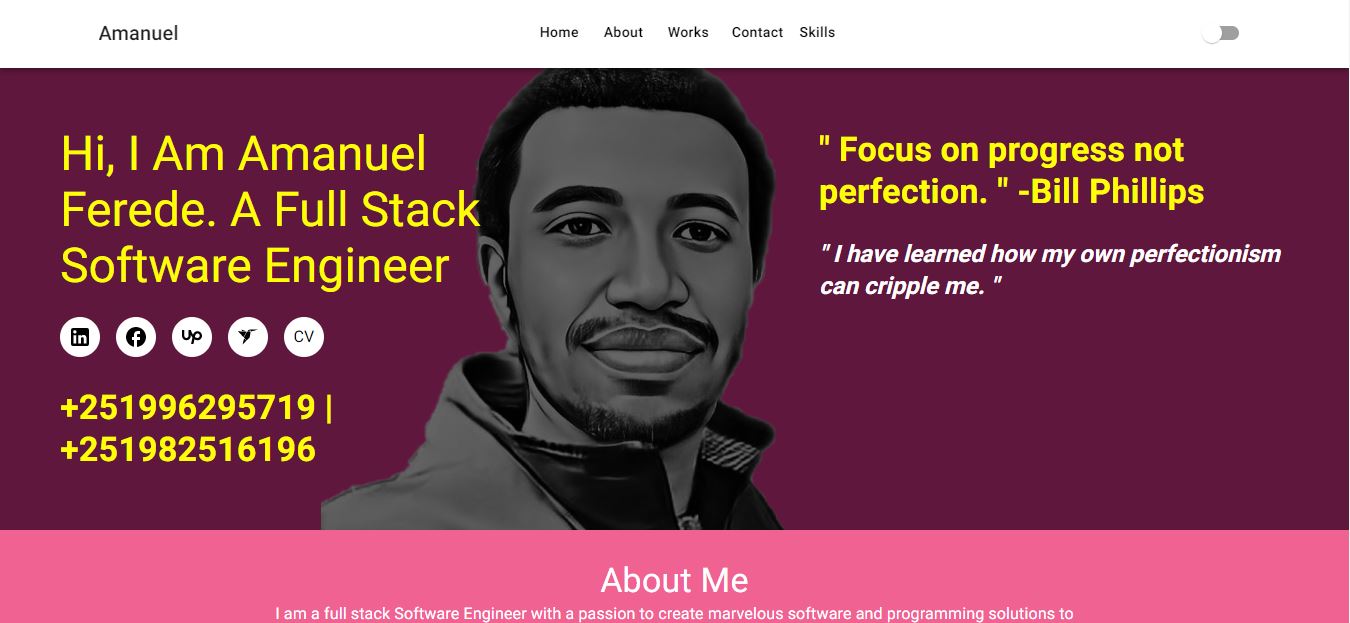 Amanuel
Home About Works Contact Skills
Hi, I Am Amanuel
Ferede. A Full Stack
Software Engineer
up
CV
+251996295719 |
+251982516196
" Focus on progress not
perfection. " -Bill Phillips
" I have learned how my own perfectionism
can cripple me. "
About Me
I am a full stack Software Engineer with a passion to create marvelous software and programming solutions to